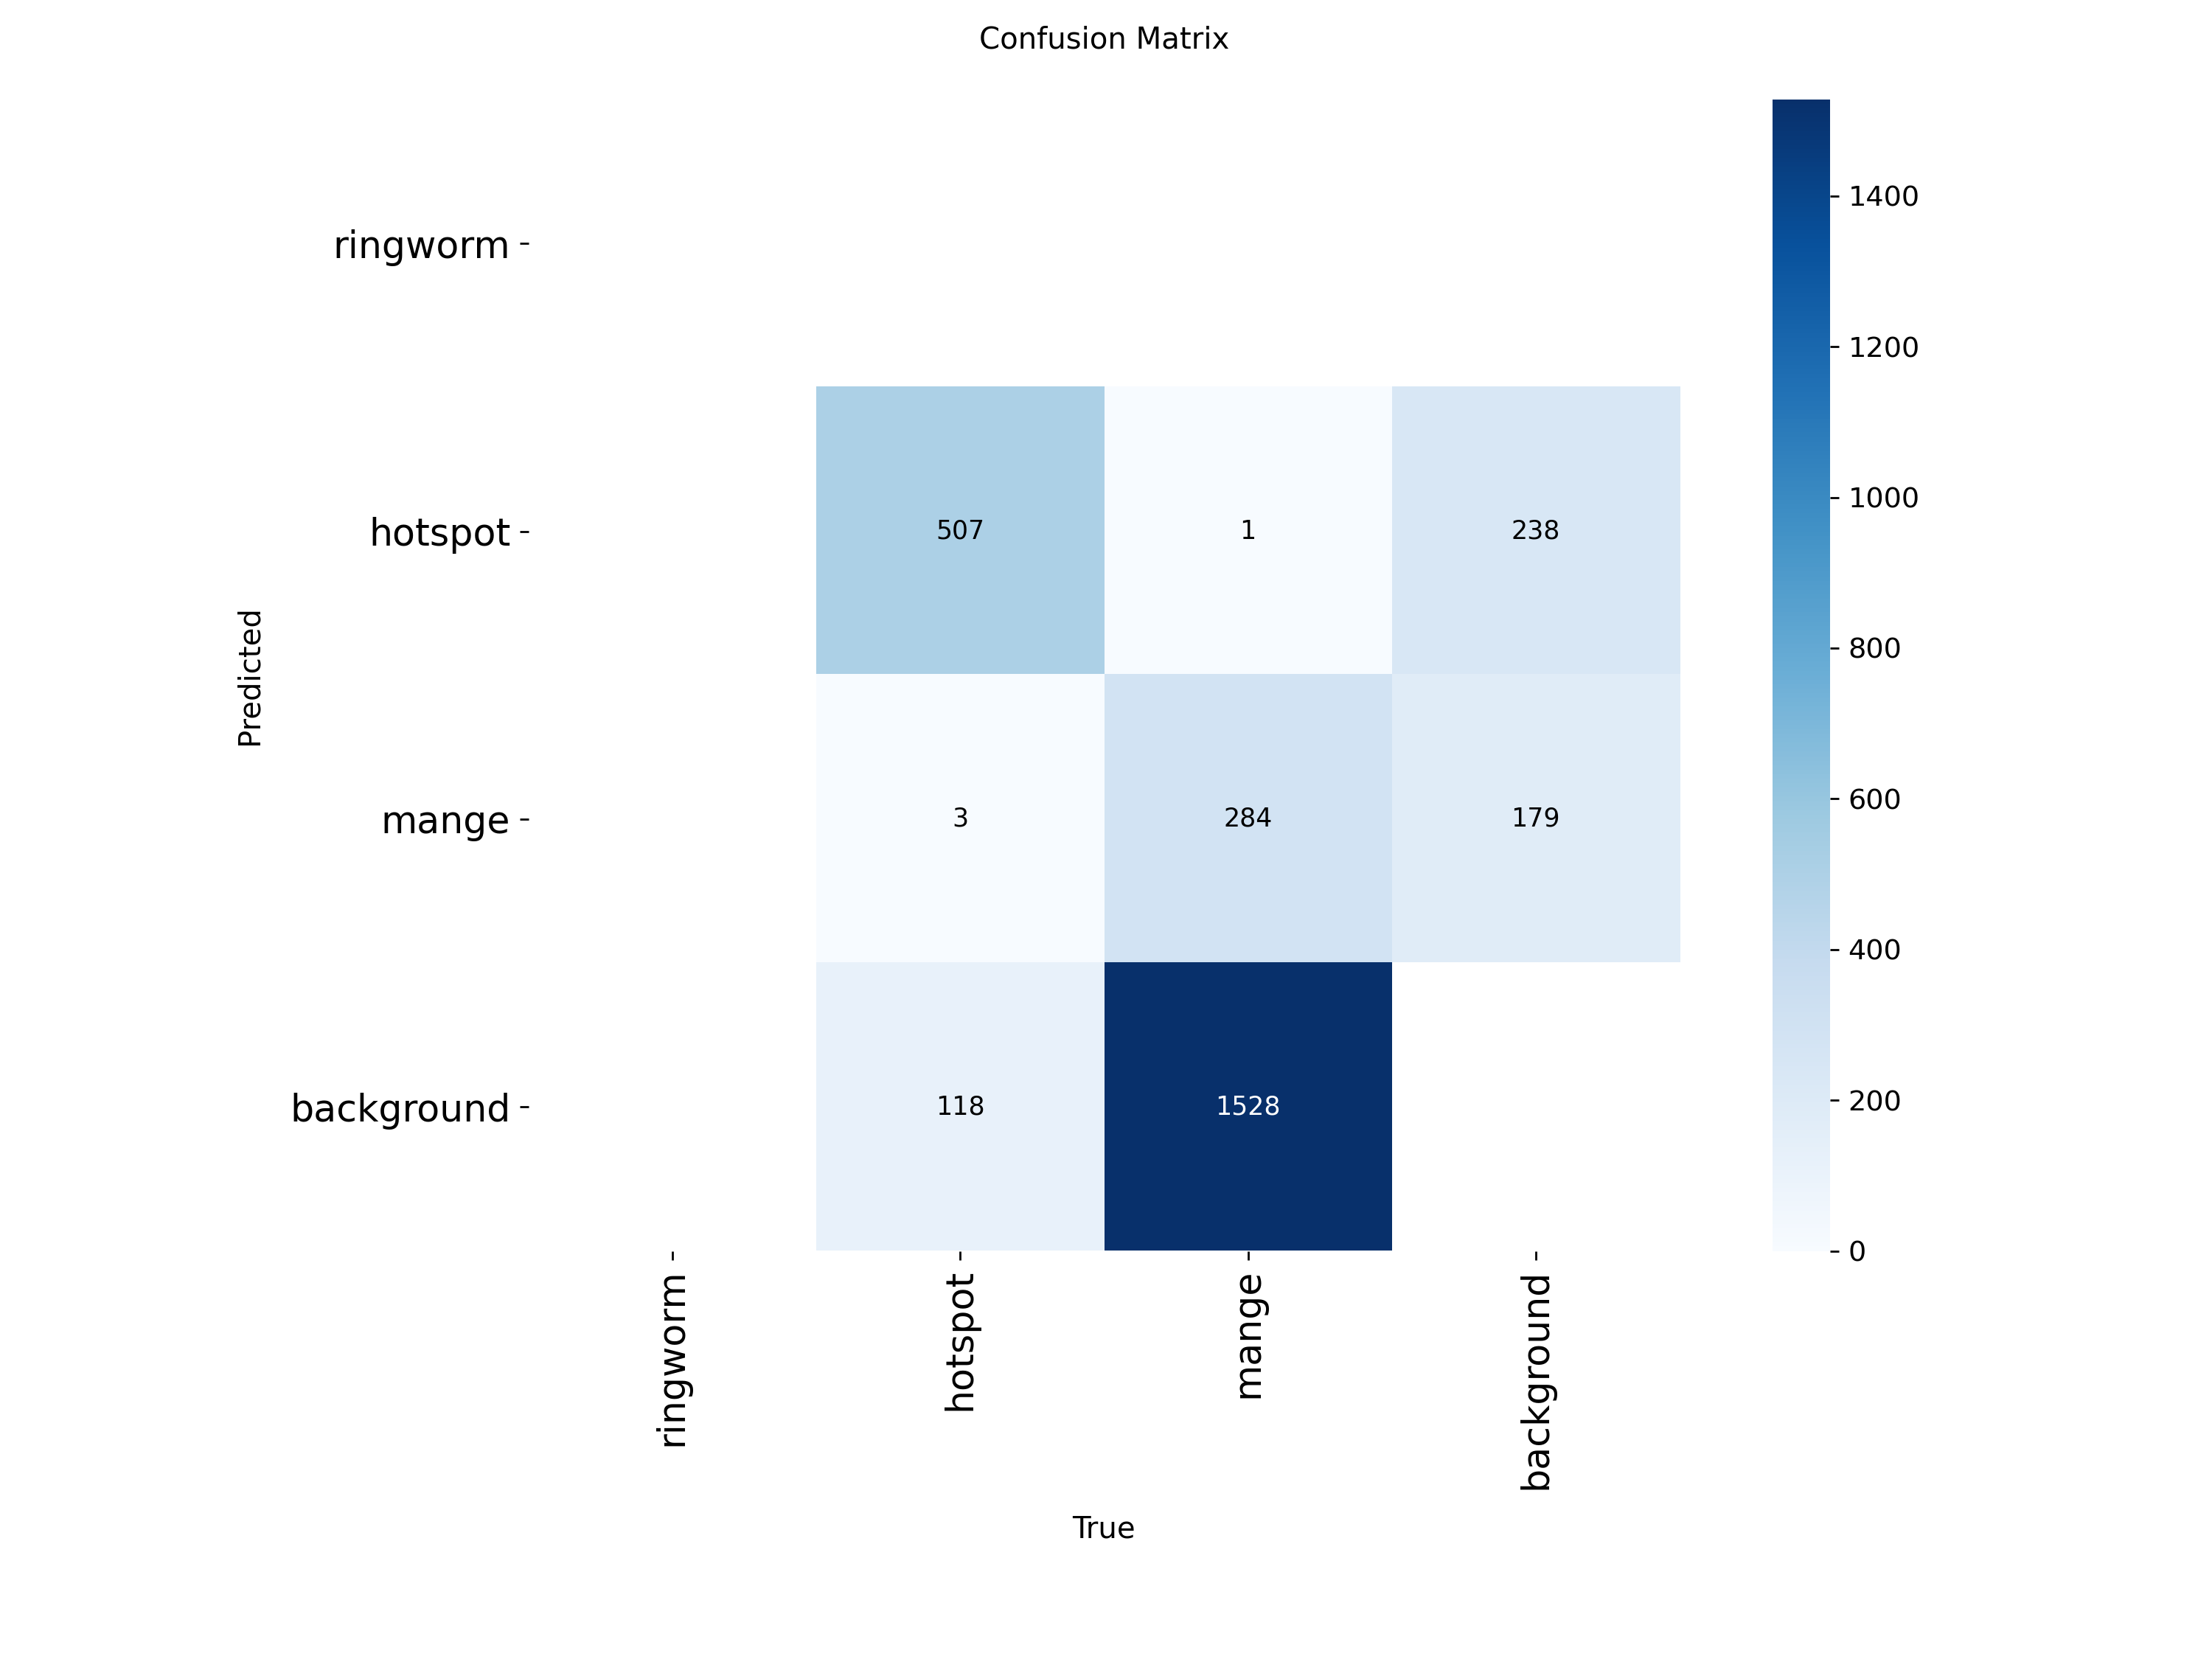 Confusion Matrix
ringworm
hotspot
mange
background
Predicted
507 1 238
3 284 179
118 1528
ringworm
hotspot
mange
background
True
1400
1200
1000
800
600
400
200
0